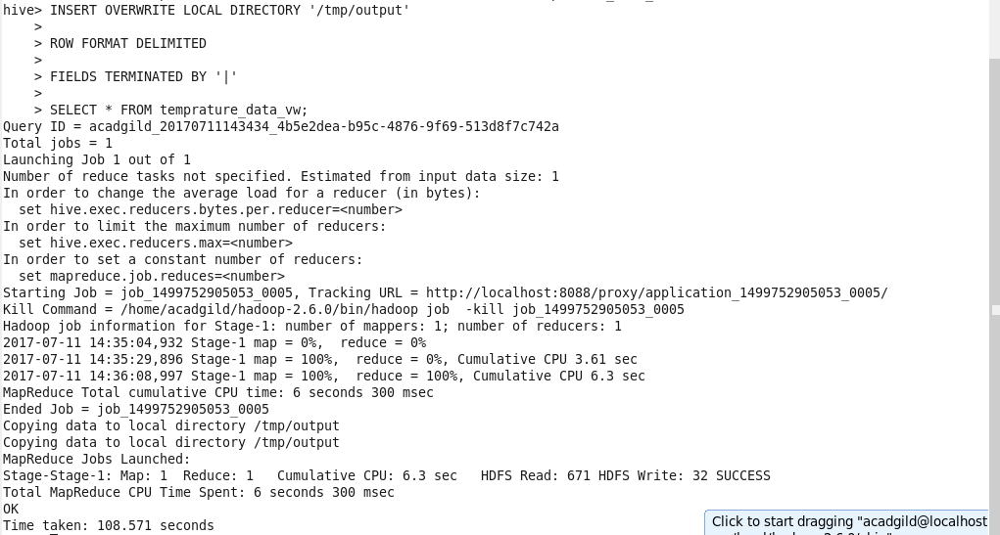 hive> INSERT OVERWRITE LOCAL DIRECTORY '/tmp/output'
    >
    > ROW FORMAT DELIMITED
    >
    > FIELDS TERMINATED BY '|'
    >
    > SELECT * FROM temprature_data_vw;
Query ID = acadgild_20170711143434_4b5e2dea-b95c-4876-9f69-513d8f7c742a
Total jobs = 1
Launching Job 1 out of 1
Number of reduce tasks not specified. Estimated from input data size: 1
In order to change the average load for a reducer (in bytes):
  set hive.exec.reducers.bytes.per.reducer=<number>
In order to limit the maximum number of reducers:
  set hive.exec.reducers.max=<number>
In order to set a constant number of reducers:
  set mapreduce.job.reduces=<number>
Starting Job = job_1499752905053_0005, Tracking URL = http://localhost:8088/proxy/application_1499752905053_0005/
Kill Command = /home/acadgild/hadoop-2.6.0/bin/hadoop job  -kill job_1499752905053_0005
Hadoop job information for Stage-1: number of mappers: 1; number of reducers: 1
2017-07-11 14:35:04,932 Stage-1 map = 0%,  reduce = 0%
2017-07-11 14:35:29,896 Stage-1 map = 100%,  reduce = 0%, Cumulative CPU 3.61 sec
2017-07-11 14:36:08,997 Stage-1 map = 100%,  reduce = 100%, Cumulative CPU 6.3 sec
MapReduce Total cumulative CPU time: 6 seconds 300 msec
Ended Job = job_1499752905053_0005
Copying data to local directory /tmp/output
Copying data to local directory /tmp/output
MapReduce Jobs Launched:
Stage-Stage-1: Map: 1  Reduce: 1   Cumulative CPU: 6.3 sec   HDFS Read: 671 HDFS Write: 32 SUCCESS
Total MapReduce CPU Time Spent: 6 seconds 300 msec
OK
Time taken: 108.571 seconds
Click to start dragging "acadgild@localhost